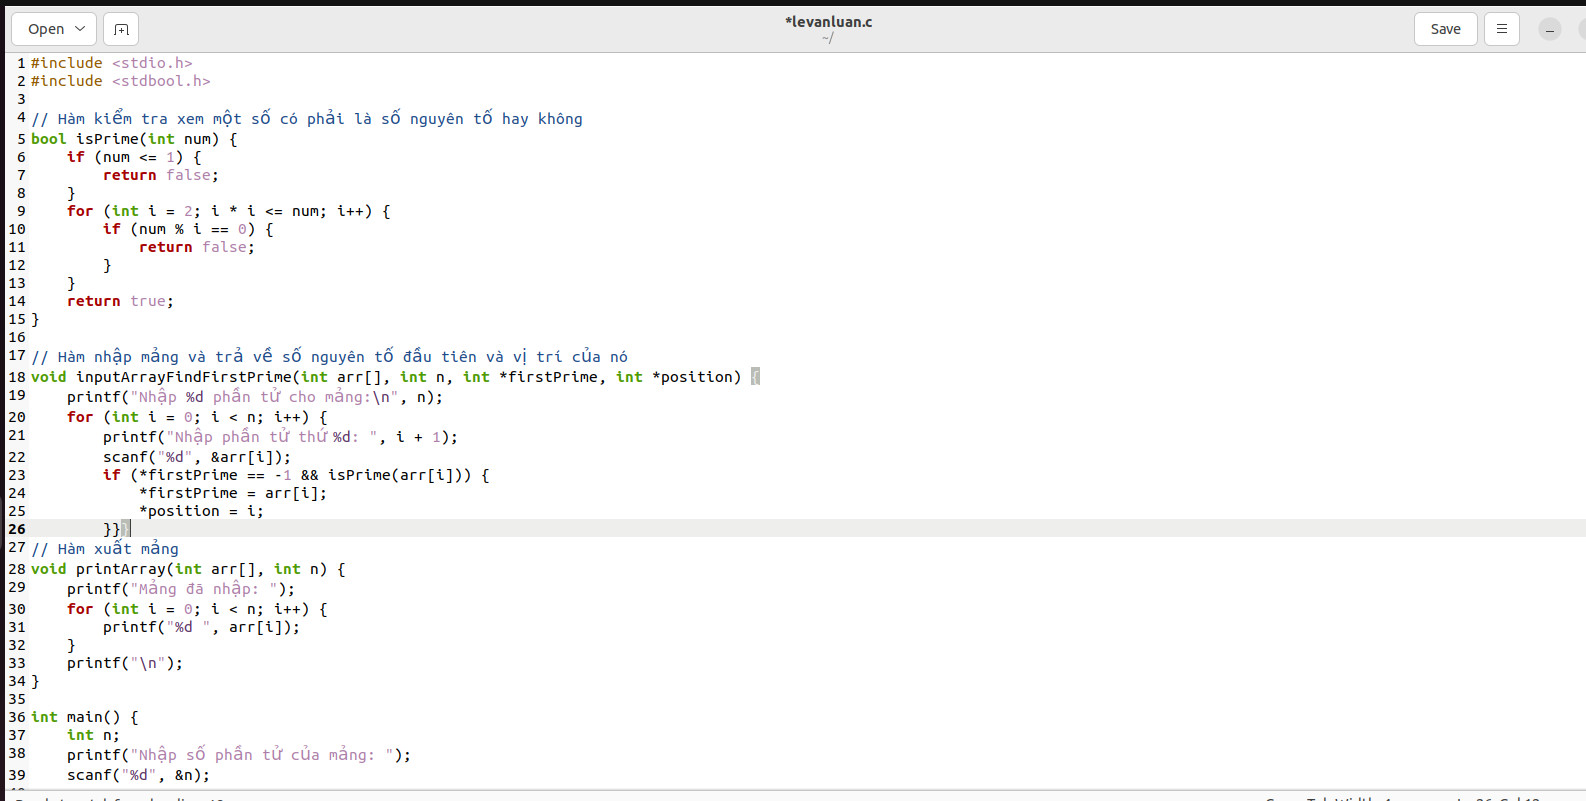 Open
*levanluan.c
~/
Save
1 #include <stdio.h>
2 #include <stdbool.h>
3
4 // Hàm kiểm tra xem một số có phải là số nguyên tố hay không
5 bool isPrime(int num) {
6     if (num <= 1) {
7         return false;
8     }
9     for (int i = 2; i * i <= num; i++) {
10         if (num % i == 0) {
11             return false;
12         }
13     }
14     return true;
15 }
16
17 // Hàm nhập mảng và trả về số nguyên tố đầu tiên và vị trí của nó
18 void inputArrayFindFirstPrime(int arr[], int n, int *firstPrime, int *position) {
19     printf("Nhập %d phần tử cho mảng:\n", n);
20     for (int i = 0; i < n; i++) {
21         printf("Nhập phần tử thứ %d: ", i + 1);
22         scanf("%d", &arr[i]);
23         if (*firstPrime == -1 && isPrime(arr[i])) {
24             *firstPrime = arr[i];
25             *position = i;
26         }}}
27 // Hàm xuất mảng
28 void printArray(int arr[], int n) {
29     printf("Mảng đã nhập: ");
30     for (int i = 0; i < n; i++) {
31         printf("%d ", arr[i]);
32     }
33     printf("\n");
34 }
35
36 int main() {
37     int n;
38     printf("Nhập số phần tử của mảng: ");
39     scanf("%d", &n);